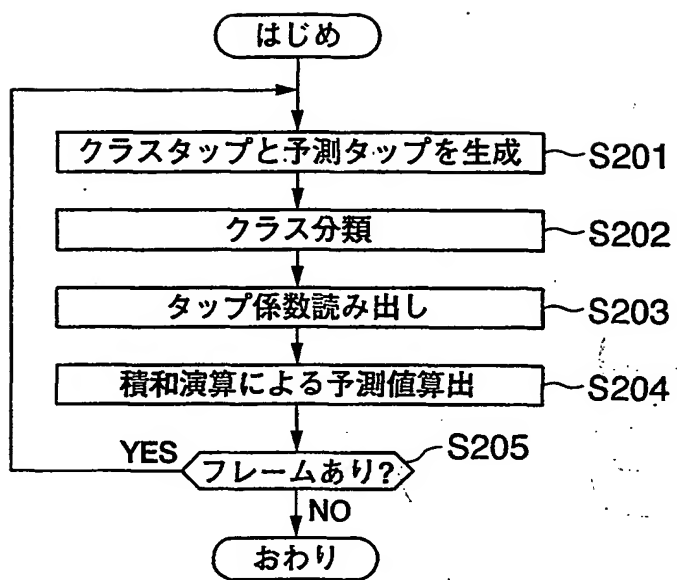 はじめ
クラスタップと予測タップを生成 S201
クラス分類 S202
タップ係数読み出し S203
積和演算による予測値算出 S204
YES フレームあり? S205
NO
おわり